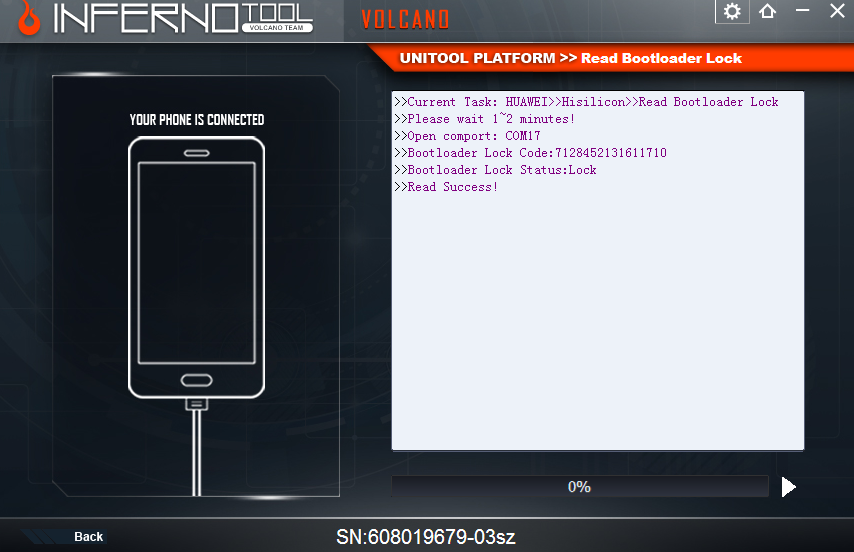 INFERNO TOOL
VOLCANO TEAM
VOLCANO
UNITOOL PLATFORM >> Read Bootloader Lock
YOUR PHONE IS CONNECTED
>>Current Task: HUAWEI>>Hisilicon>>Read Bootloader Lock
>>Please wait 1~2 minutes!
>>Open comport: COM17
>>Bootloader Lock Code:7128452131611710
>>Bootloader Lock Status:Lock
>>Read Success!
0%
Back
SN:608019679-03sz